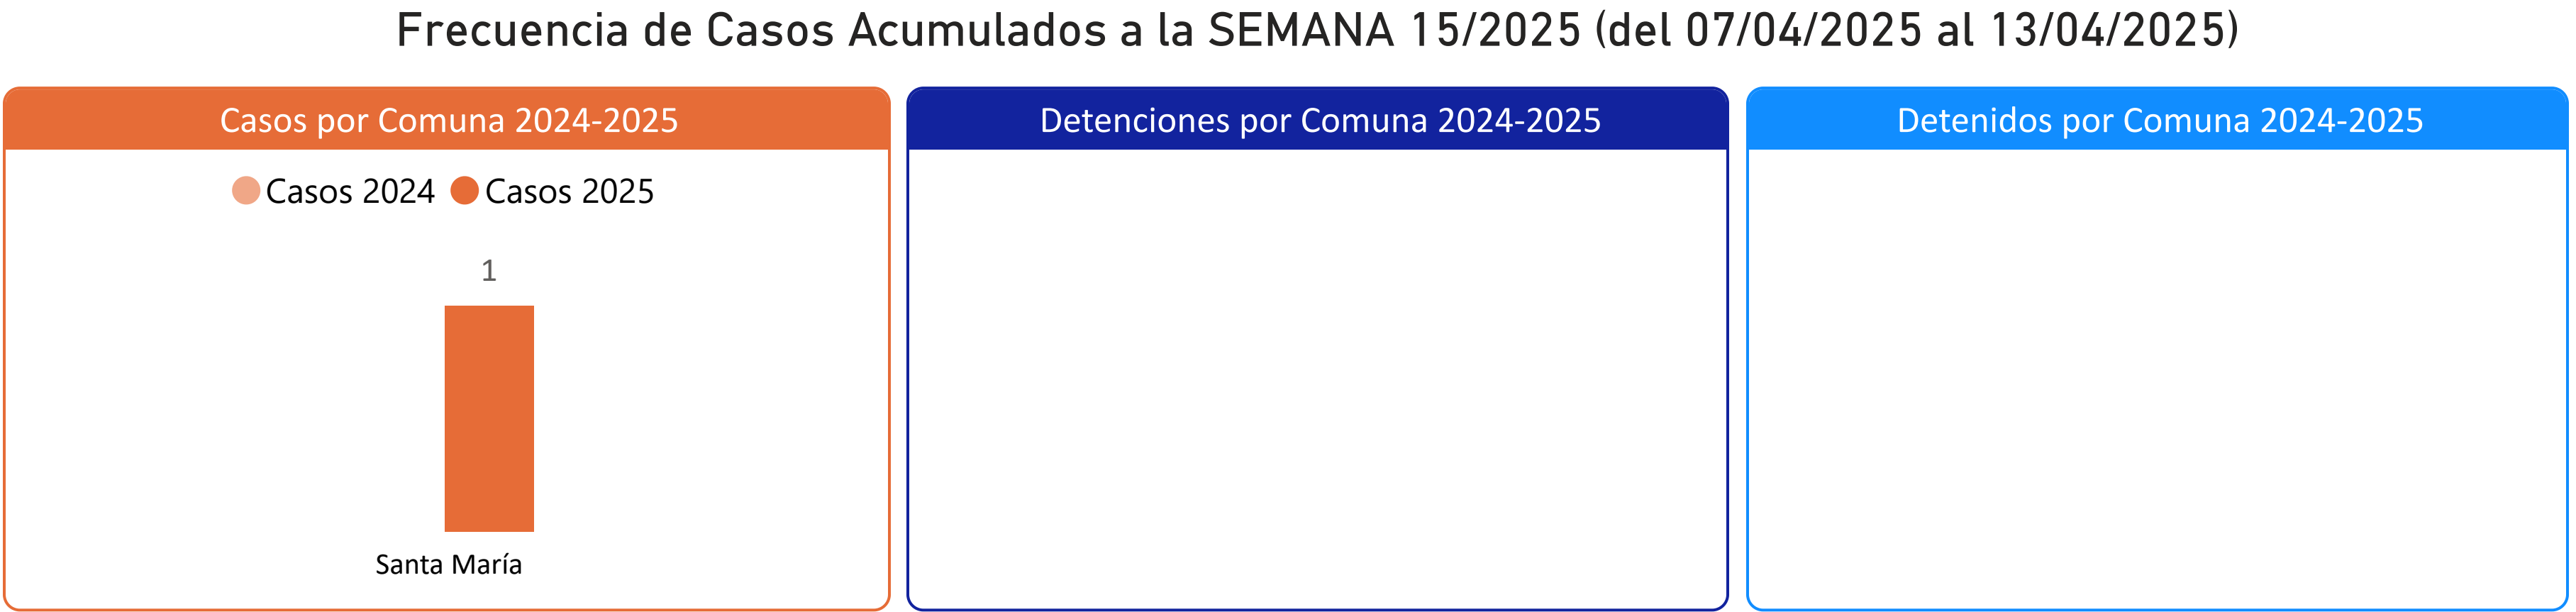 Frecuencia de Casos Acumulados a la SEMANA 15/2025 (del 07/04/2025 al 13/04/2025)
Casos por Comuna 2024-2025
Casos 2024 Casos 2025
1
Santa María
Detenciones por Comuna 2024-2025
Detenidos por Comuna 2024-2025